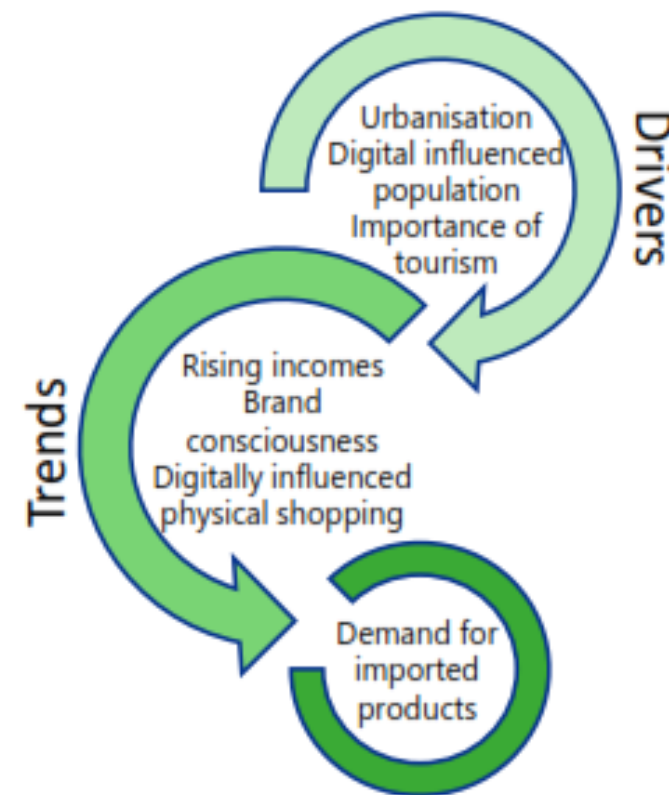 Urbanisation
Digital influenced
population
Importance of
tourism
Drivers
Rising incomes
Brand
consciousness
Digitally influenced
physical shopping
Trends
Demand for
imported
products